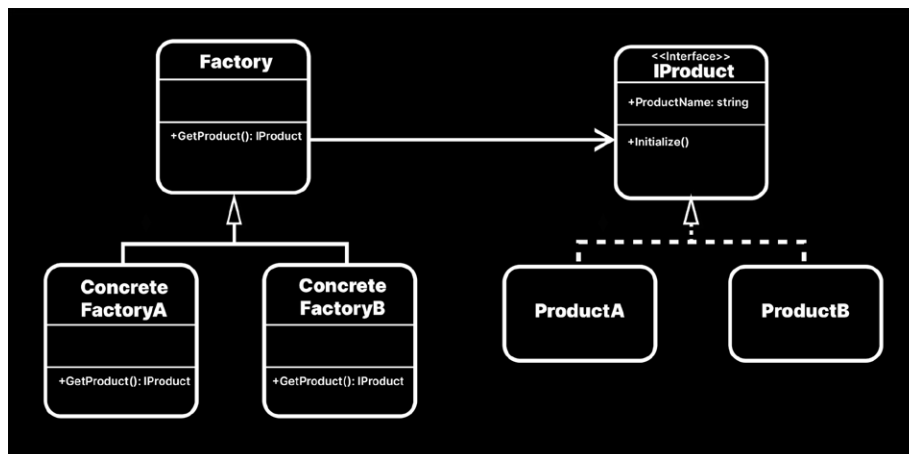 Factory
+GetProduct(): IProduct
<<Interface>>
IProduct
+ProductName: string
+Initialize()
Concrete
FactoryA
+GetProduct(): IProduct
Concrete
FactoryB
+GetProduct(): IProduct
ProductA
ProductB